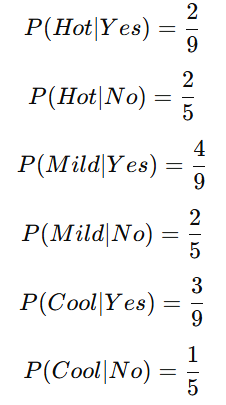 P(Hot|Yes) = 2/9
P(Hot|No) = 2/5
P(Mild|Yes) = 4/9
P(Mild|No) = 2/5
P(Cool|Yes) = 3/9
P(Cool|No) = 1/5